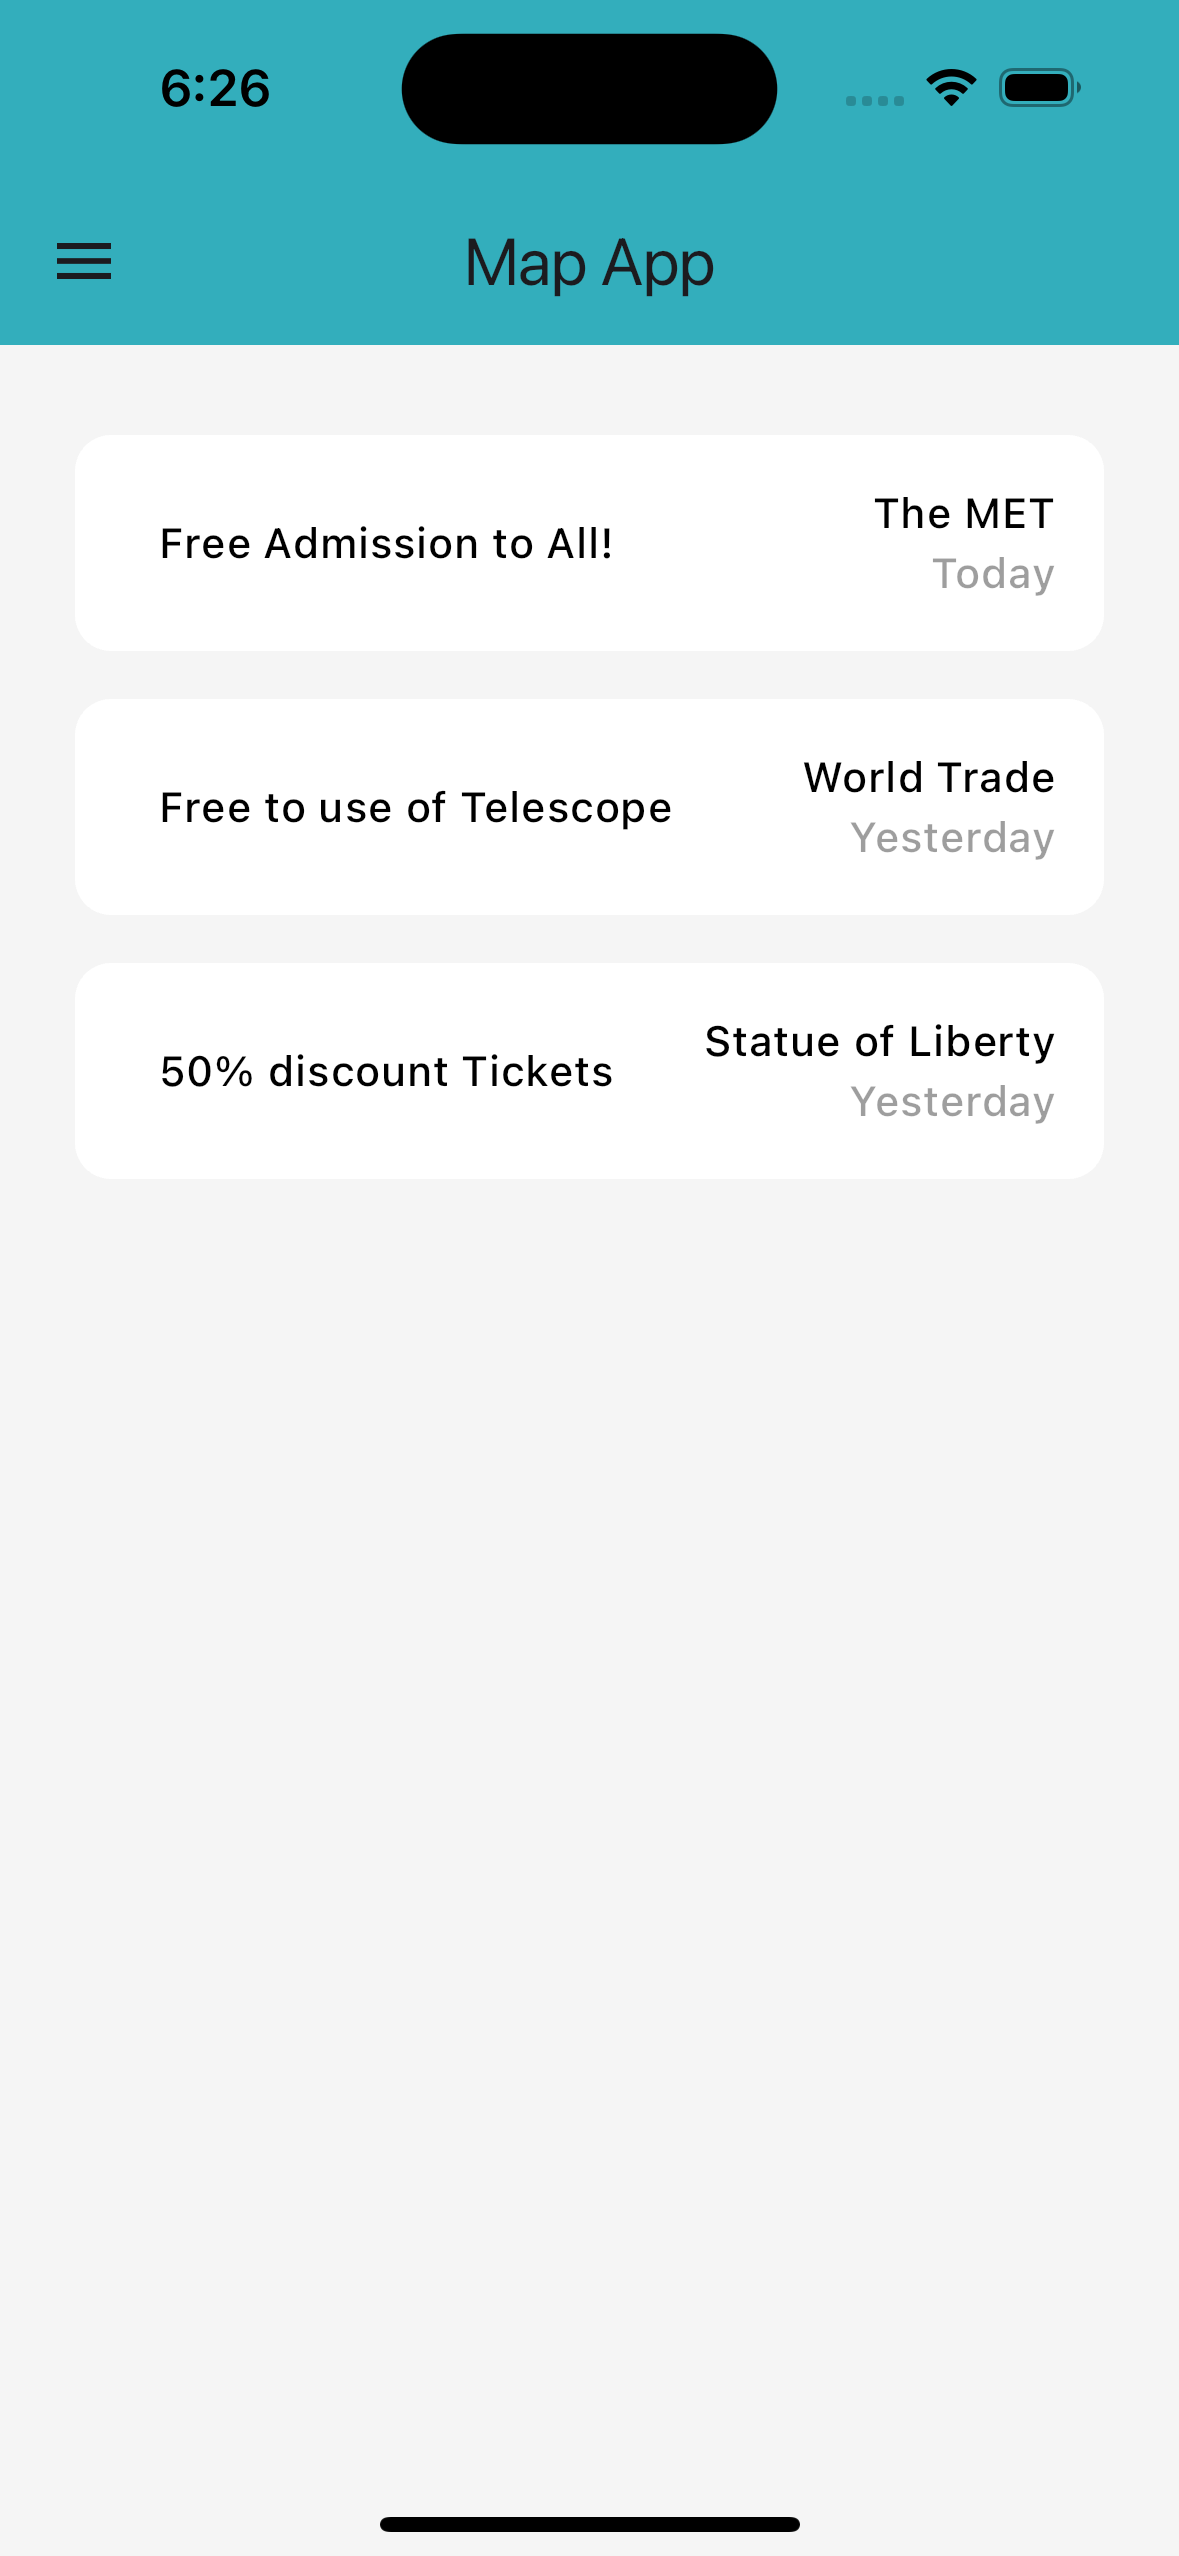 6:26
Map App
Free Admission to All!
The MET
Today
Free to use of Telescope
World Trade
Yesterday
50% discount Tickets
Statue of Liberty
Yesterday